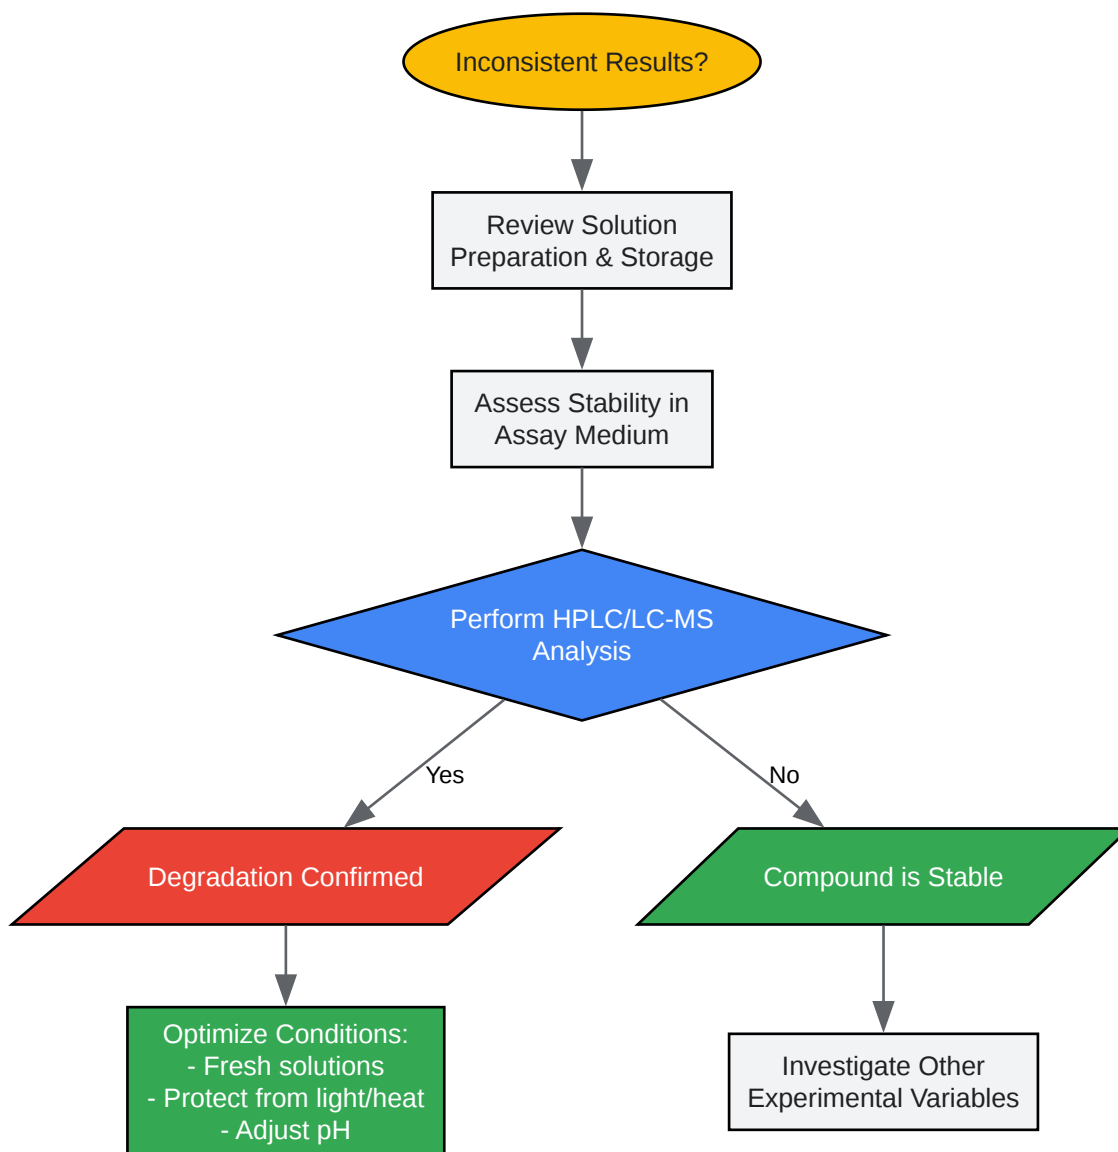 Inconsistent Results?
Review Solution
Preparation & Storage
Assess Stability in
Assay Medium
Perform HPLC/LC-MS
Analysis
Yes
No
Degradation Confirmed
Compound is Stable
Optimize Conditions:
- Fresh solutions
- Protect from light/heat
- Adjust pH
Investigate Other
Experimental Variables